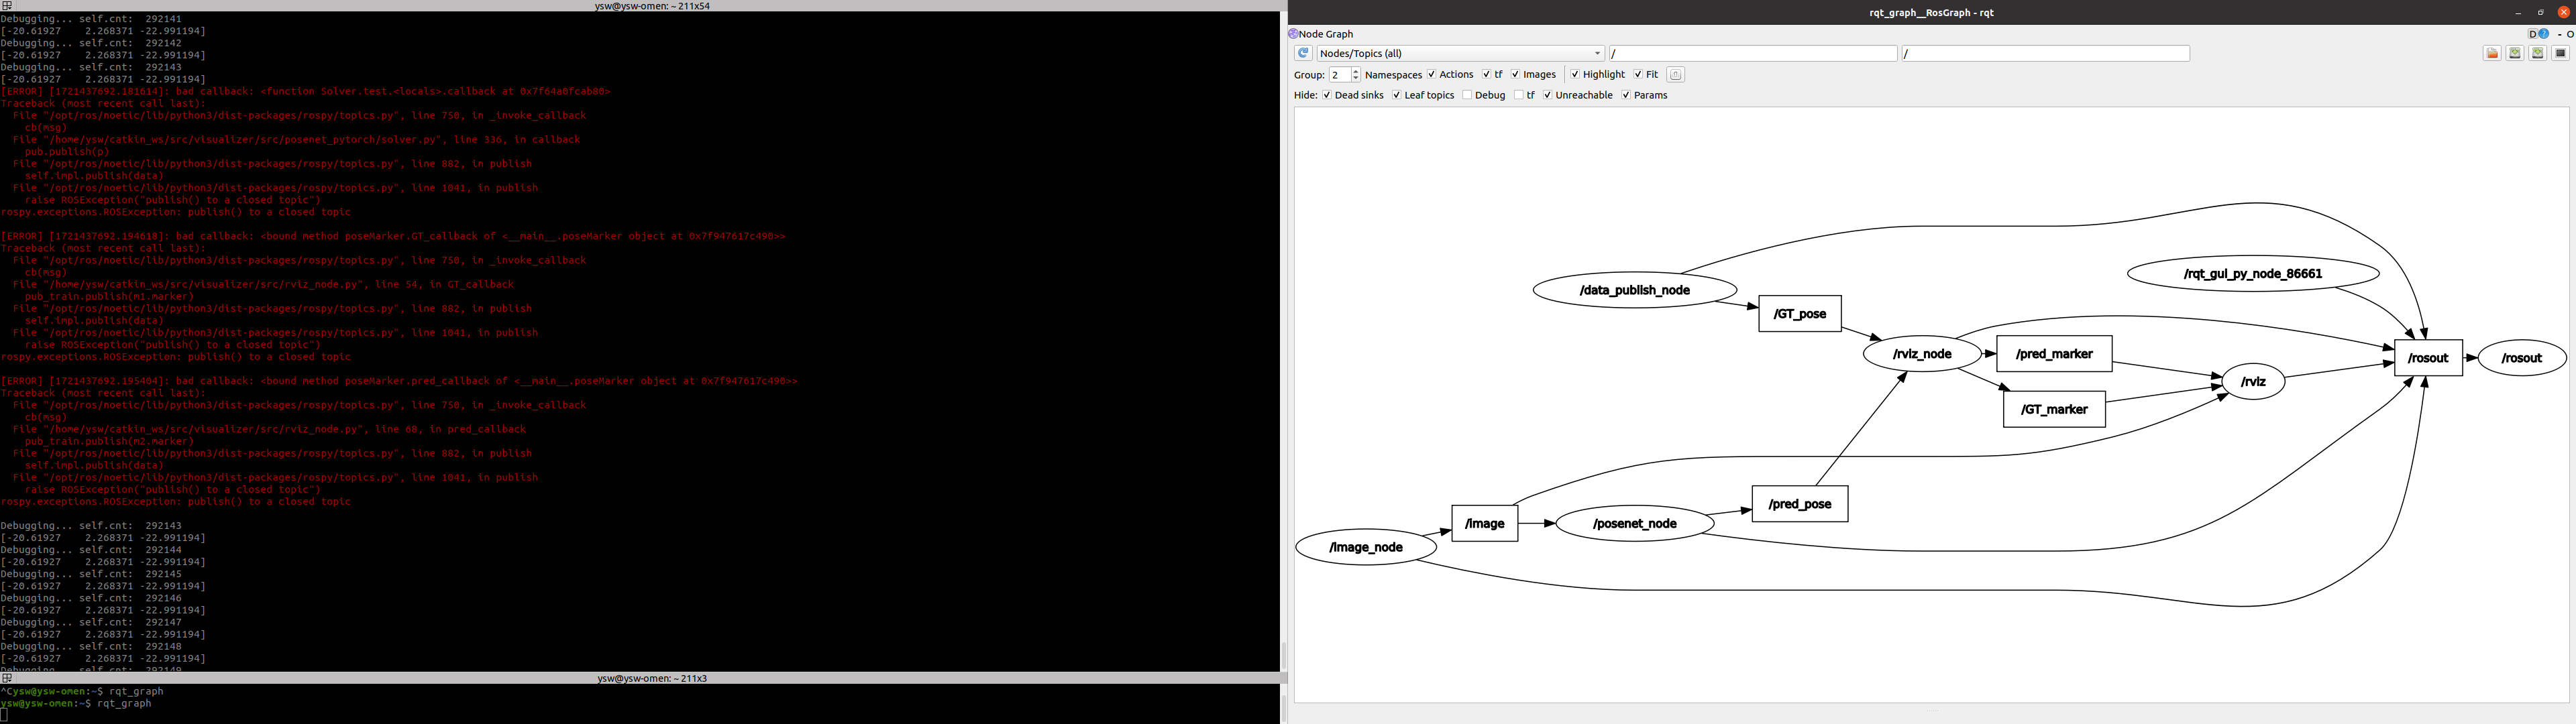 ysw@ysw-omen: ~ 211x54
Debugging... self.cnt:  292141
[-20.61927    2.268371 -22.991194]
Debugging... self.cnt:  292142
[-20.61927    2.268371 -22.991194]
Debugging... self.cnt:  292143
[-20.61927    2.268371 -22.991194]
[ERROR] [1721437692.181614]: bad callback: <function Solver.test.<locals>.callback at 0x7f04a0fcab80>
Traceback (most recent call last):
  File "/opt/ros/noetic/lib/python3/dist-packages/rospy/topics.py", line 750, in _invoke_callback
    cb(msg)
  File "/home/ysw/catkin_ws/src/visualizer/src/posenet_pytorch/solver.py", line 336, in callback
    pub.publish(p)
  File "/opt/ros/noetic/lib/python3/dist-packages/rospy/topics.py", line 882, in publish
    self.impl.publish(data)
  File "/opt/ros/noetic/lib/python3/dist-packages/rospy/topics.py", line 1041, in publish
    raise ROSException("publish() to a closed topic")
rospy.exceptions.ROSException: publish() to a closed topic
[ERROR] [1721437692.194618]: bad callback: <bound method poseMarker.GT_callback of <__main__.poseMarker object at 0x7f947617c490>>
Traceback (most recent call last):
  File "/opt/ros/noetic/lib/python3/dist-packages/rospy/topics.py", line 750, in _invoke_callback
    cb(msg)
  File "/home/ysw/catkin_ws/src/visualizer/src/rviz_node.py", line 54, in GT_callback
    pub_train.publish(m1.marker)
  File "/opt/ros/noetic/lib/python3/dist-packages/rospy/topics.py", line 882, in publish
    self.impl.publish(data)
  File "/opt/ros/noetic/lib/python3/dist-packages/rospy/topics.py", line 1041, in publish
    raise ROSException("publish() to a closed topic")
rospy.exceptions.ROSException: publish() to a closed topic
[ERROR] [1721437692.195404]: bad callback: <bound method poseMarker.pred_callback of <__main__.poseMarker object at 0x7f947617c490>>
Traceback (most recent call last):
  File "/opt/ros/noetic/lib/python3/dist-packages/rospy/topics.py", line 750, in _invoke_callback
    cb(msg)
  File "/home/ysw/catkin_ws/src/visualizer/src/rviz_node.py", line 68, in pred_callback
    pub_train.publish(m2.marker)
  File "/opt/ros/noetic/lib/python3/dist-packages/rospy/topics.py", line 882, in publish
    self.impl.publish(data)
  File "/opt/ros/noetic/lib/python3/dist-packages/rospy/topics.py", line 1041, in publish
    raise ROSException("publish() to a closed topic")
rospy.exceptions.ROSException: publish() to a closed topic
Debugging... self.cnt:  292143
[-20.61927    2.268371 -22.991194]
Debugging... self.cnt:  292144
[-20.61927    2.268371 -22.991194]
Debugging... self.cnt:  292145
[-20.61927    2.268371 -22.991194]
Debugging... self.cnt:  292146
[-20.61927    2.268371 -22.991194]
Debugging... self.cnt:  292147
[-20.61927    2.268371 -22.991194]
Debugging... self.cnt:  292148
[-20.61927    2.268371 -22.991194]
Debugging... self.cnt:  292149
ysw@ysw-omen: ~ 211x3
^Cysw@ysw-omen:~$ rqt_graph
ysw@ysw-omen:~$ rqt_graph
rqt_graph__RosGraph - rqt
Node Graph
D ? - O
Nodes/Topics (all) / /
Group: 2 Namespaces Actions tf Images Highlight Fit
Hide: Dead sinks Leaf topics Debug tf Unreachable Params
/rqt_gui_py_node_86661
/data_publish_node
/GT_pose
/rviz_node
/pred_marker
/rosout
/rosout
/rviz
/GT_marker
/pred_pose
/image
/posenet_node
/image_node